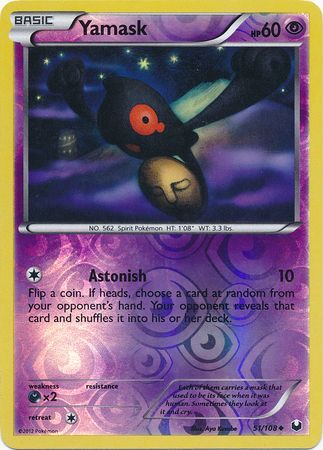 BASIC
Yamask
HP60
NO. 562 Spirit Pokémon HT: 1'08" WT: 3.3 lbs.
Astonish 10
Flip a coin. If heads, choose a card at random from
your opponent's hand. Your opponent reveals that
card and shuffles it into his or her deck.
weakness resistance
×2
retreat
Each of them carries a mask that
used to be its face when it was
human. Sometimes they look at
it and cry.
©2012 Pokémon
Illus. Aya Kusube
51/108